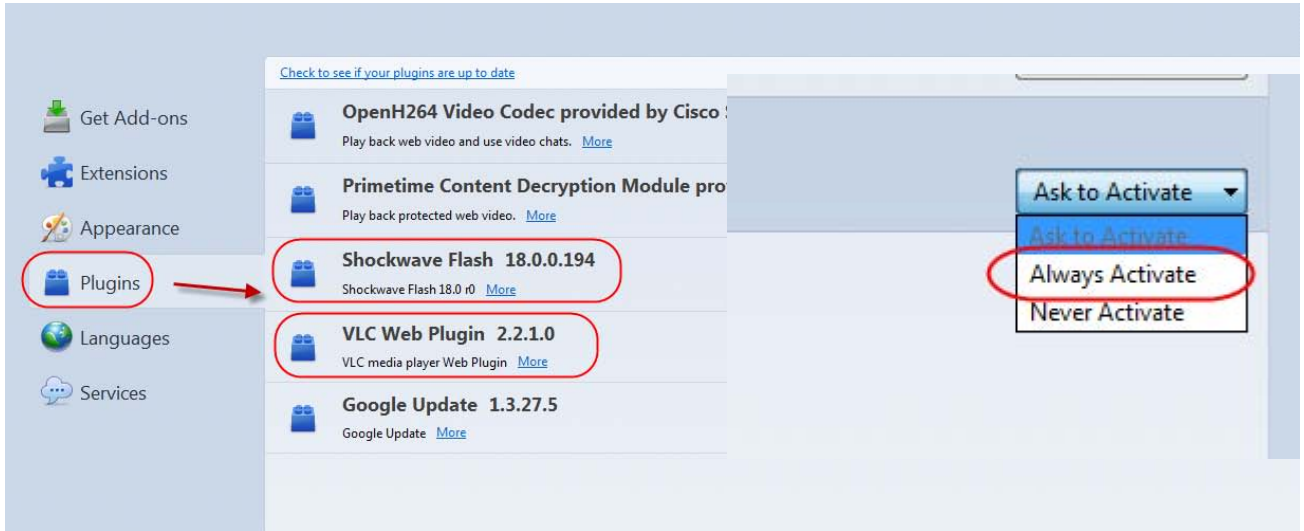 Check to see if your plugins are up to date
Get Add-ons
Extensions
Appearance
Plugins
Languages
Services
OpenH264 Video Codec provided by Cisco
Play back web video and use video chats. More
Primetime Content Decryption Module pro
Play back protected web video. More
Shockwave Flash 18.0.0.194
Shockwave Flash 18.0 r0 More
VLC Web Plugin 2.2.1.0
VLC media player Web Plugin More
Google Update 1.3.27.5
Google Update More
Ask to Activate
Ask to Activate
Always Activate
Never Activate